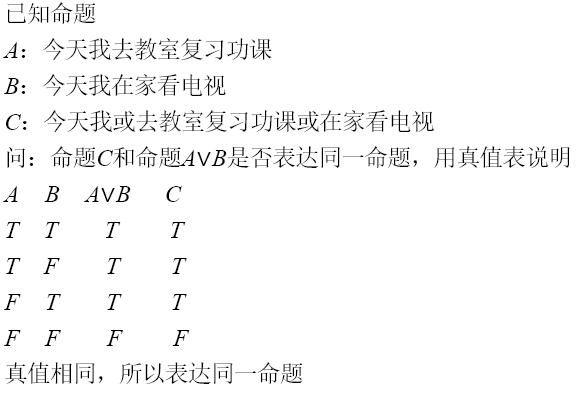 已知命题
A：今天我去教室复习功课
B：今天我在家看电视
C：今天我或去教室复习功课或在家看电视
问：命题C和命题A∨B是否表达同一命题，用真值表说明
A B A∨B C
T T T T
T F T T
F T T T
F F F F
真值相同，所以表达同一命题